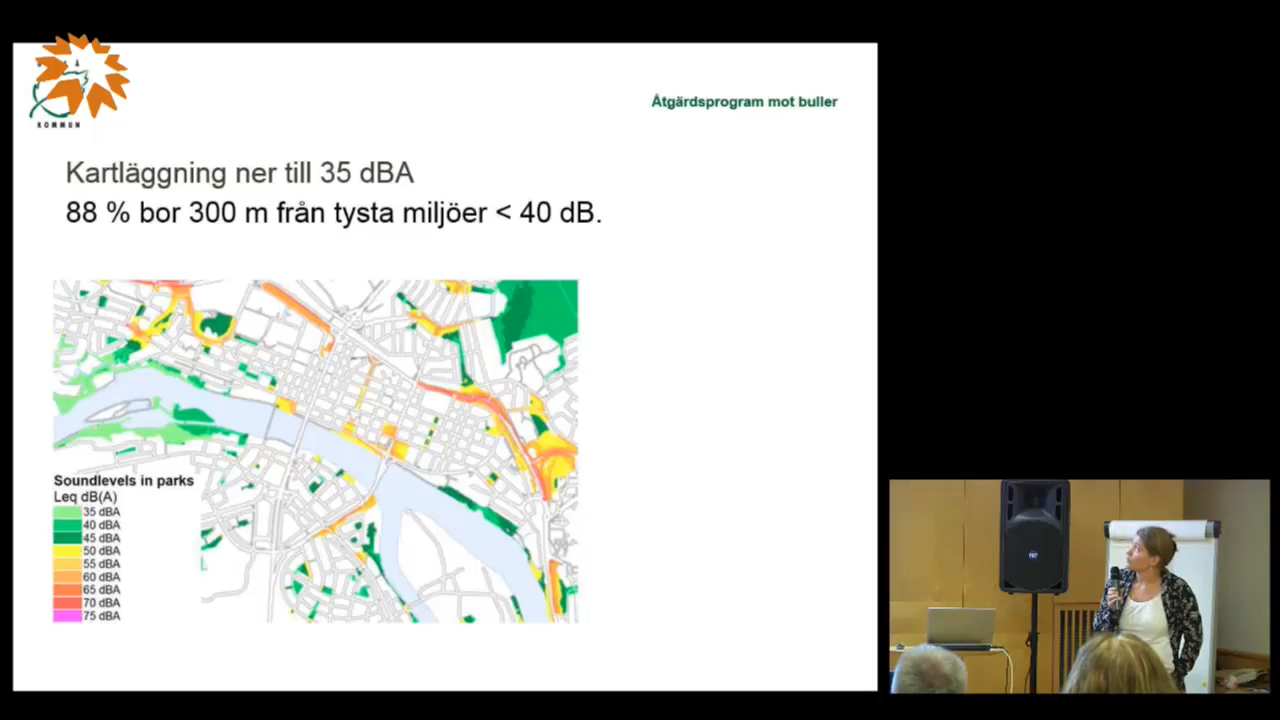 KOMMUN
Åtgärdsprogram mot buller
Kartläggning ner till 35 dBA
88 % bor 300 m från tysta miljöer < 40 dB.
Soundlevels in parks
Leq dB(A)
35 dBA
40 dBA
45 dBA
50 dBA
55 dBA
60 dBA
65 dBA
70 dBA
75 dBA